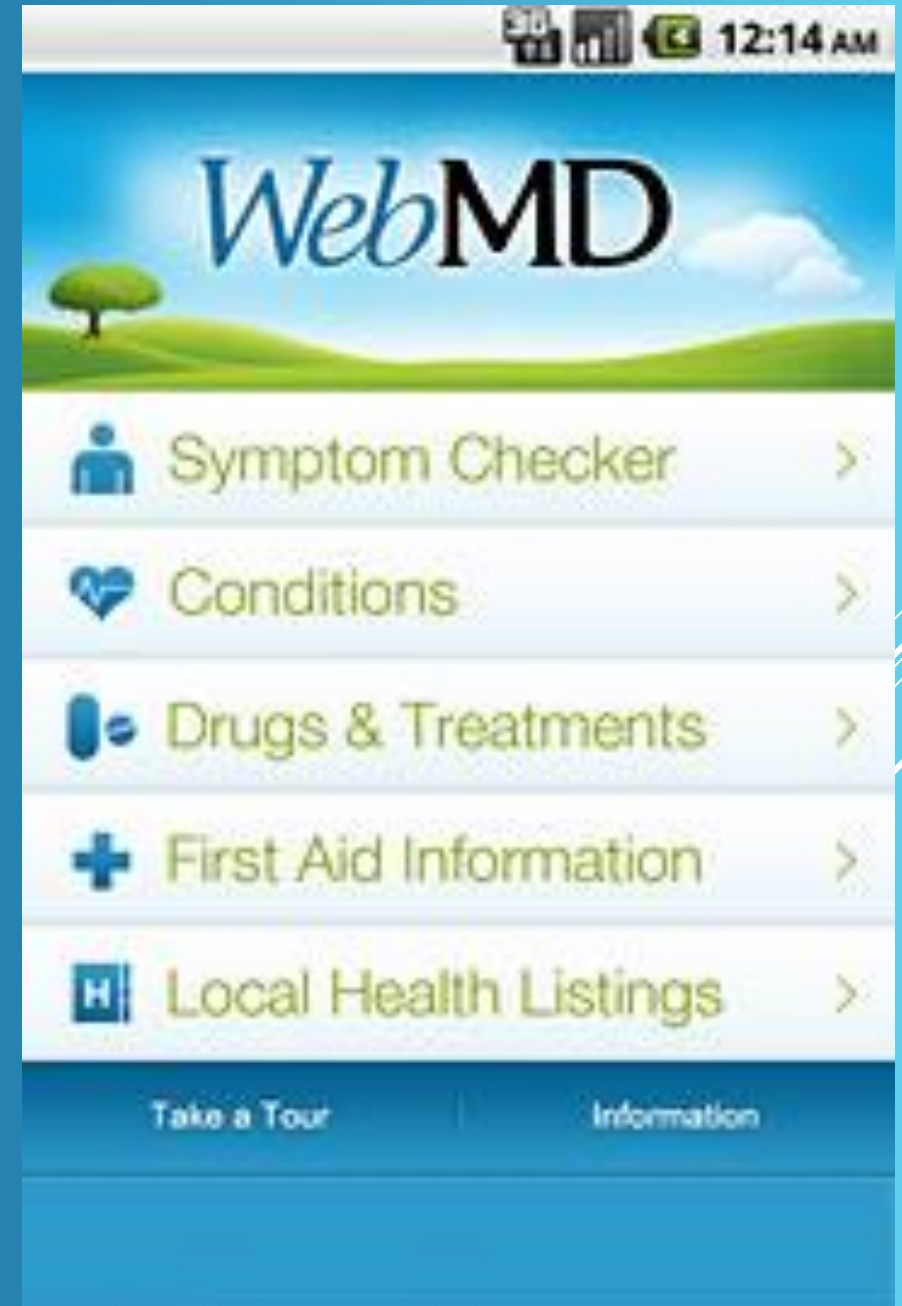 12:14 AM
WebMD
Symptom Checker
Conditions
Drugs & Treatments
First Aid Information
H
Local Health Listings
Take a Tour
Information